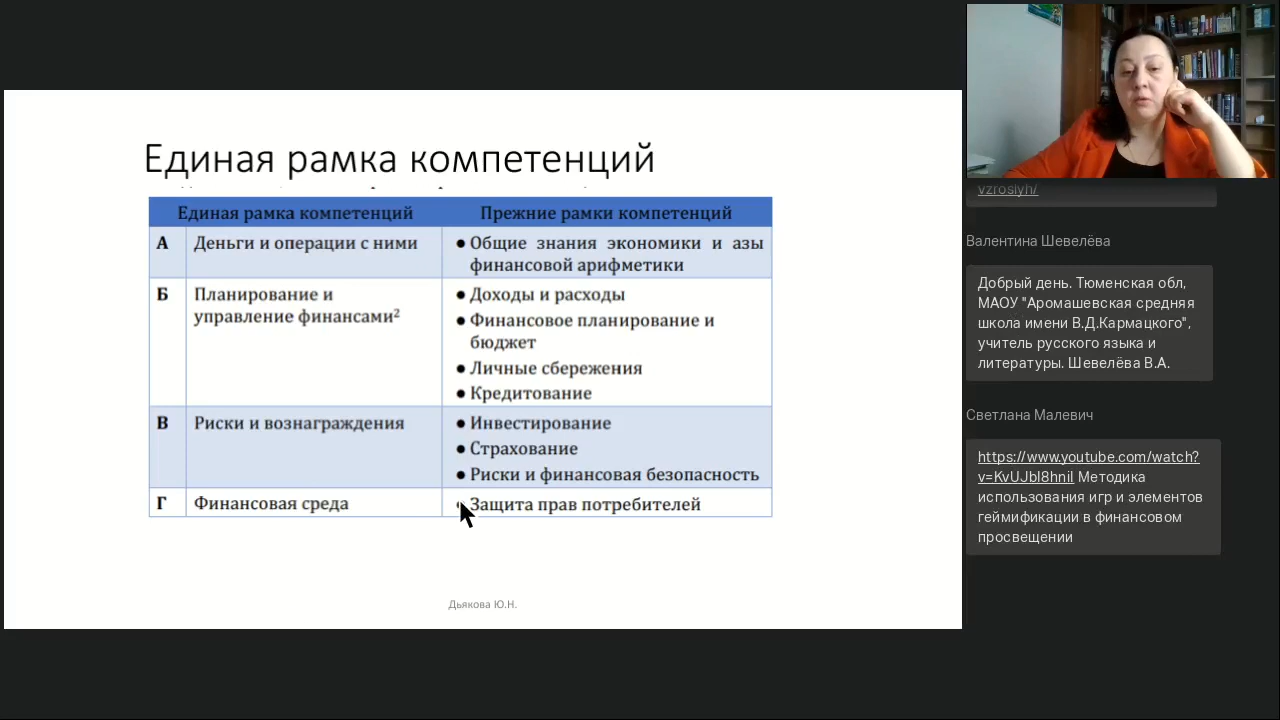 Единая рамка компетенций
Единая рамка компетенций
Прежние рамки компетенций
А
Деньги и операции с ними
● Общие знания экономики и азы
финансовой арифметики
Б
Планирование и
управление финансами²
● Доходы и расходы
● Финансовое планирование и
бюджет
● Личные сбережения
● Кредитование
В
Риски и вознаграждения
● Инвестирование
● Страхование
● Риски и финансовая безопасность
Г
Финансовая среда
Защита прав потребителей
Дьякова Ю.Н.
vzroslyh/
Валентина Шевелёва
Добрый день. Тюменская обл,
МАОУ "Аромашевская средняя
школа имени В.Д.Кармацкого",
учитель русского языка и
литературы. Шевелёва В.А.
Светлана Малевич
https://www.youtube.com/watch?
v=KvUJbI8hniI Методика
использования игр и элементов
геймификации в финансовом
просвещении